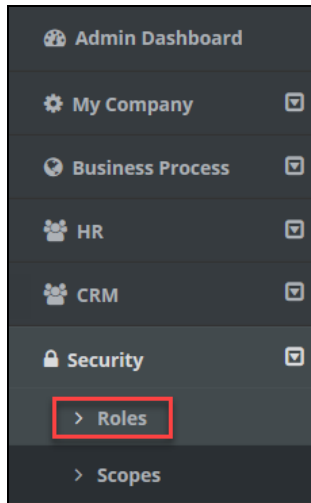 Admin Dashboard
My Company
Business Process
HR
CRM
Security
> Roles
> Scopes